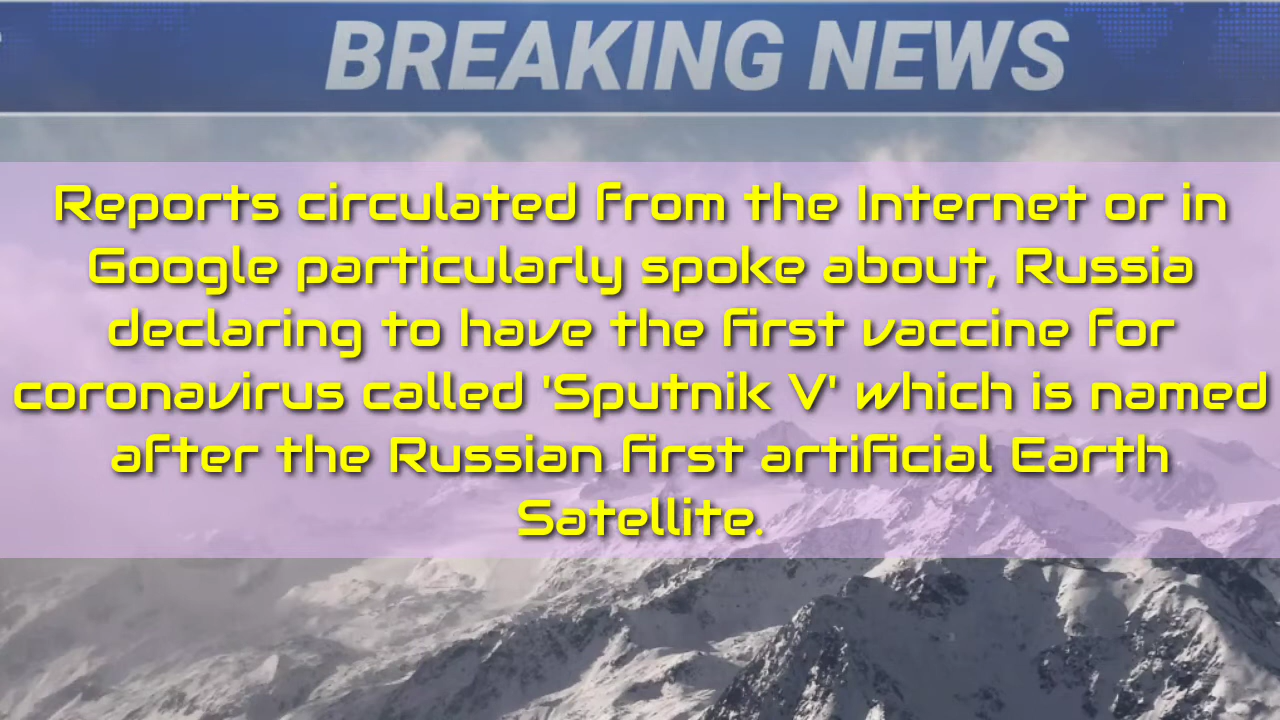 BREAKING NEWS
Reports circulated from the Internet or in
Google particularly spoke about, Russia
declaring to have the first vaccine for
coronavirus called 'Sputnik V' which is named
after the Russian first artificial Earth
Satellite.